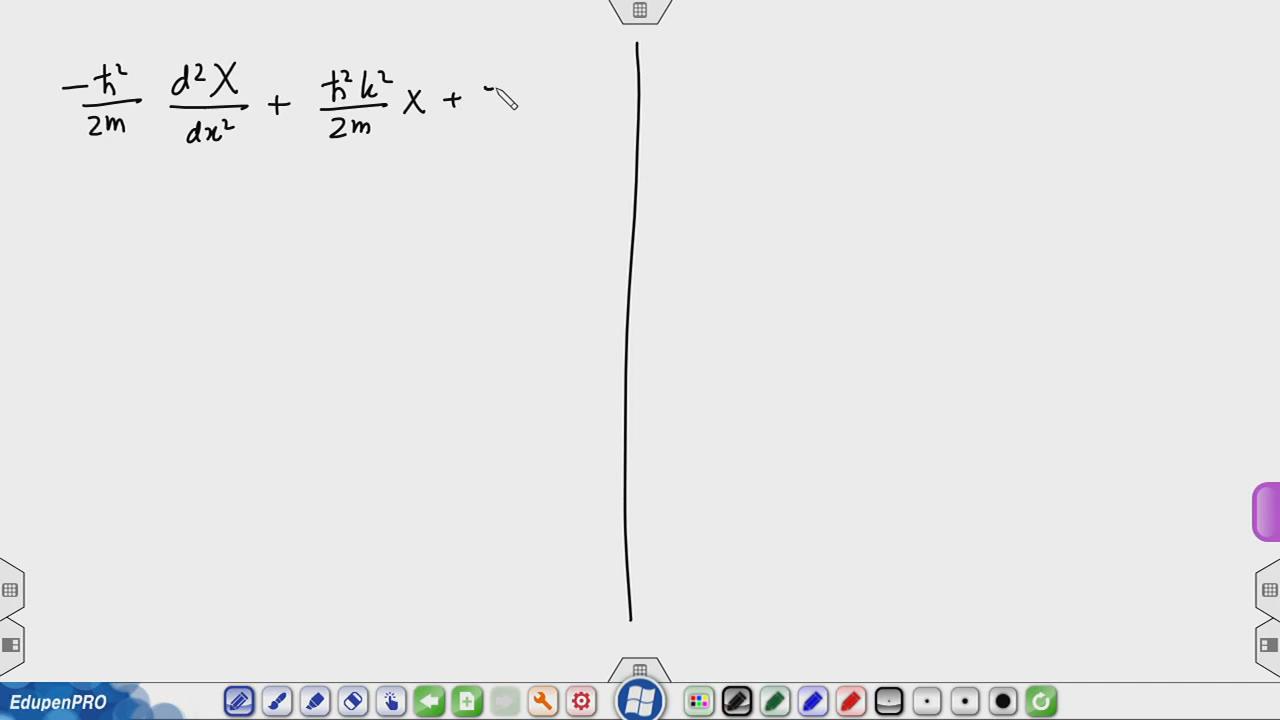 -ħ²/2m d²X/dx² + ħ²k²/2m X +
EdupenPRO